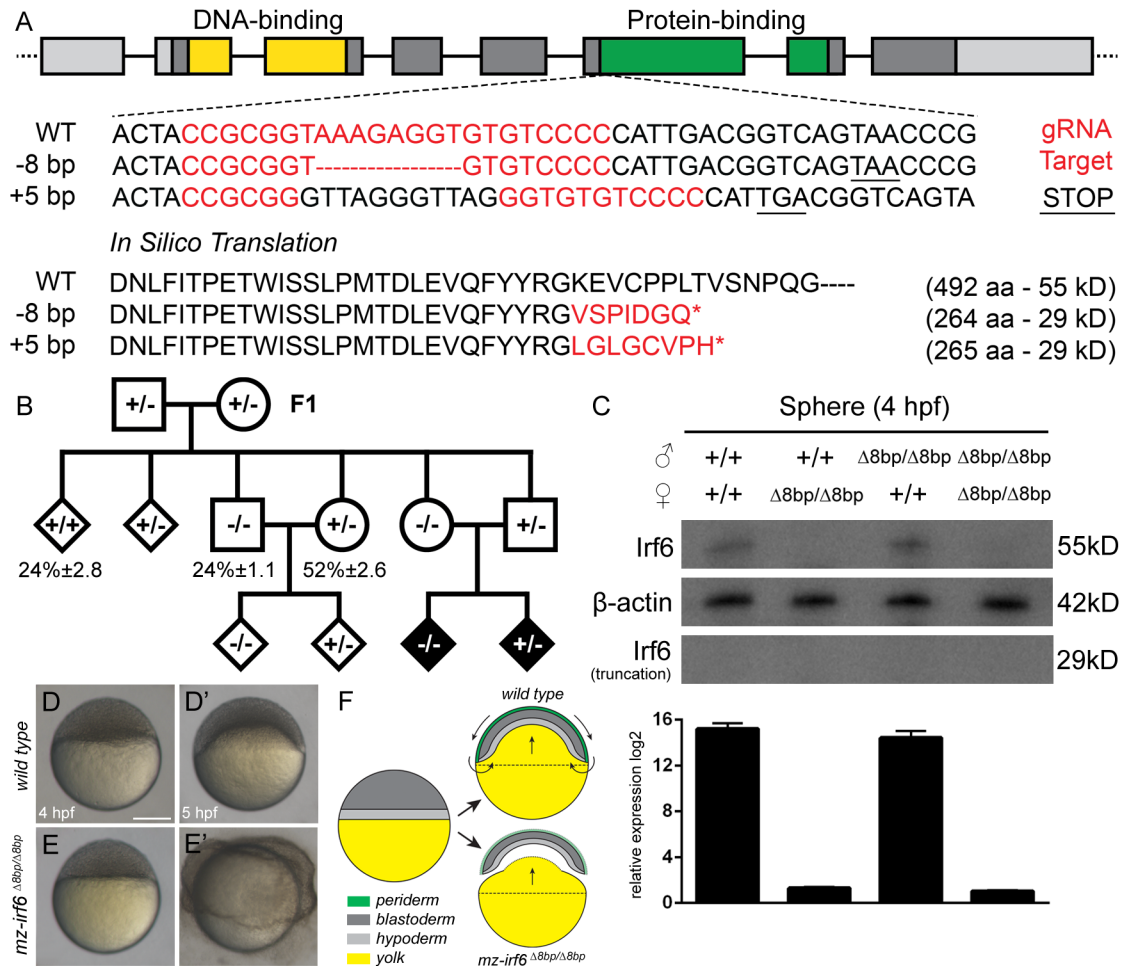 A
DNA-binding
Protein-binding
WT ACTACCGCGGTAAAGAGGTGTGTCCCCCATTGACGGTCAGTAACCCG gRNA
-8 bp ACTACCGCGGT----------------GTGTCCCCCATTGACGGTCAGTAACCCG Target
+5 bp ACTACCGCGGGTTAGGGTTAGGGTGTGTCCCCCATTGACGGTCAGTA STOP
In Silico Translation
WT DNLFITPETWISSLPMTDLEVQFYYRGKEVCPPLTVSNPQG---- (492 aa - 55 kD)
-8 bp DNLFITPETWISSLPMTDLEVQFYYRGVSPIDGQ* (264 aa - 29 kD)
+5 bp DNLFITPETWISSLPMTDLEVQFYYRGLGLGCVPH* (265 aa - 29 kD)
B
+/- +/- F1
+/+ +/- -/- +/- -/- +/-
24%±2.8 24%±1.1 52%±2.6
-/- +/- -/- +/-
C
Sphere (4 hpf)
♂ +/+ +/+ Δ8bp/Δ8bp Δ8bp/Δ8bp
♀ +/+ Δ8bp/Δ8bp +/+ Δ8bp/Δ8bp
Irf6 55kD
β-actin 42kD
Irf6 29kD
(truncation)
relative expression log2
16
12
8
4
0
D D'
wild type
4 hpf 5 hpf
E E'
mz-irf6 Δ8bp/Δ8bp
F
wild type
periderm
blastoderm
hypoderm
yolk
mz-irf6 Δ8bp/Δ8bp